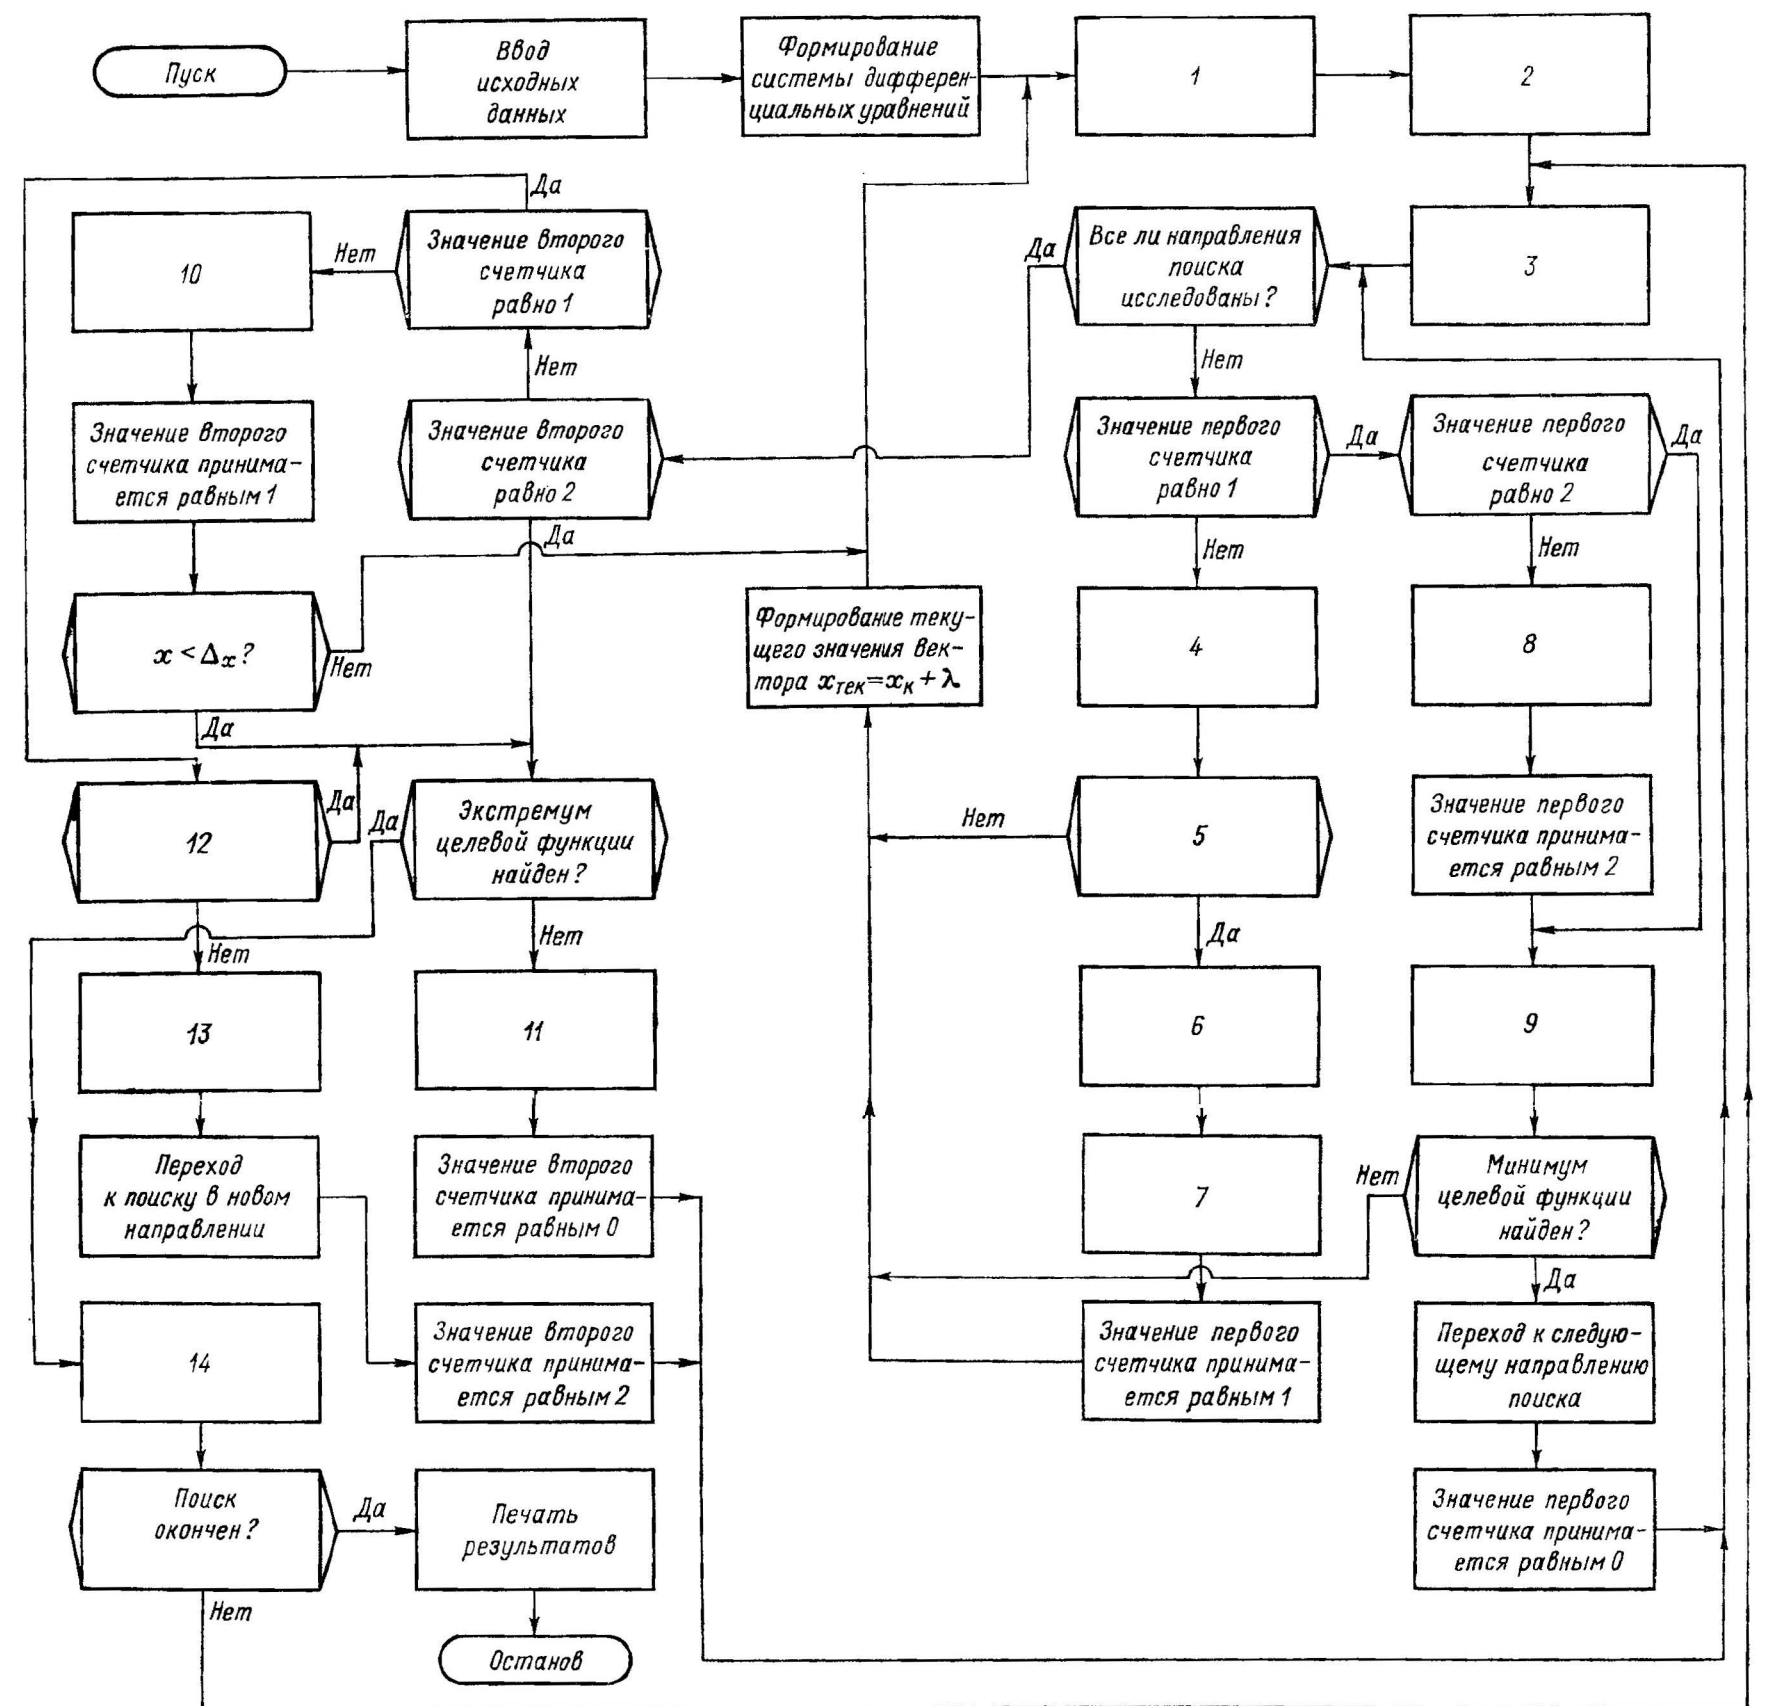 Пуск
Ввод
исходных
данных
Формирование
системы дифферен-
циальных уравнений
1
2
Да
10
Нет
Значение второго
счетчика
равно 1
Да
Все ли направления
поиска
исследованы?
3
Нет
Нет
Значение второго
счетчика принима-
ется равным 1
Значение второго
счетчика
равно 2
Значение первого
счетчика
равно 1
Да
Значение первого
счетчика
равно 2
Да
Да
Нет
Нет
x < Δx?
Нет
Формирование теку-
щего значения век-
тора xтек=xк + λ
4
8
Да
12
Да
Да
Экстремум
целевой функции
найден?
Нет
5
Значение первого
счетчика принима-
ется равным 2
Нет
Нет
Да
13
11
6
9
Переход
к поиску в новом
направлении
Значение второго
счетчика принима-
ется равным 0
7
Нет
Минимум
целевой функции
найден?
Да
14
Значение второго
счетчика принима-
ется равным 2
Значение первого
счетчика принима-
ется равным 1
Переход к следую-
щему направлению
поиска
Поиск
окончен?
Да
Печать
результатов
Значение первого
счетчика принима-
ется равным 0
Нет
Останов